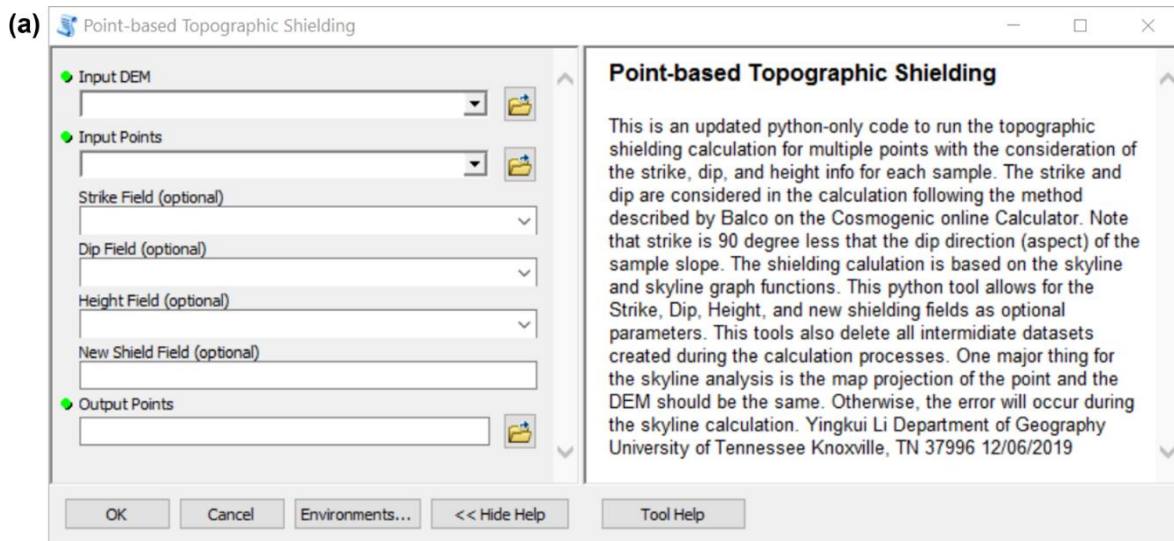 (a)
Point-based Topographic Shielding
Input DEM
Input Points
Strike Field (optional)
Dip Field (optional)
Height Field (optional)
New Shield Field (optional)
Output Points
Point-based Topographic Shielding
This is an updated python-only code to run the topographic
shielding calculation for multiple points with the consideration of
the strike, dip, and height info for each sample. The strike and
dip are considered in the calculation following the method
described by Balco on the Cosmogenic online Calculator. Note
that strike is 90 degree less that the dip direction (aspect) of the
sample slope. The shielding calulation is based on the skyline
and skyline graph functions. This python tool allows for the
Strike, Dip, Height, and new shielding fields as optional
parameters. This tools also delete all intermidiate datasets
created during the calculation processes. One major thing for
the skyline analysis is the map projection of the point and the
DEM should be the same. Otherwise, the error will occur during
the skyline calculation. Yingkui Li Department of Geography
University of Tennessee Knoxville, TN 37996 12/06/2019
OK
Cancel
Environments...
<< Hide Help
Tool Help